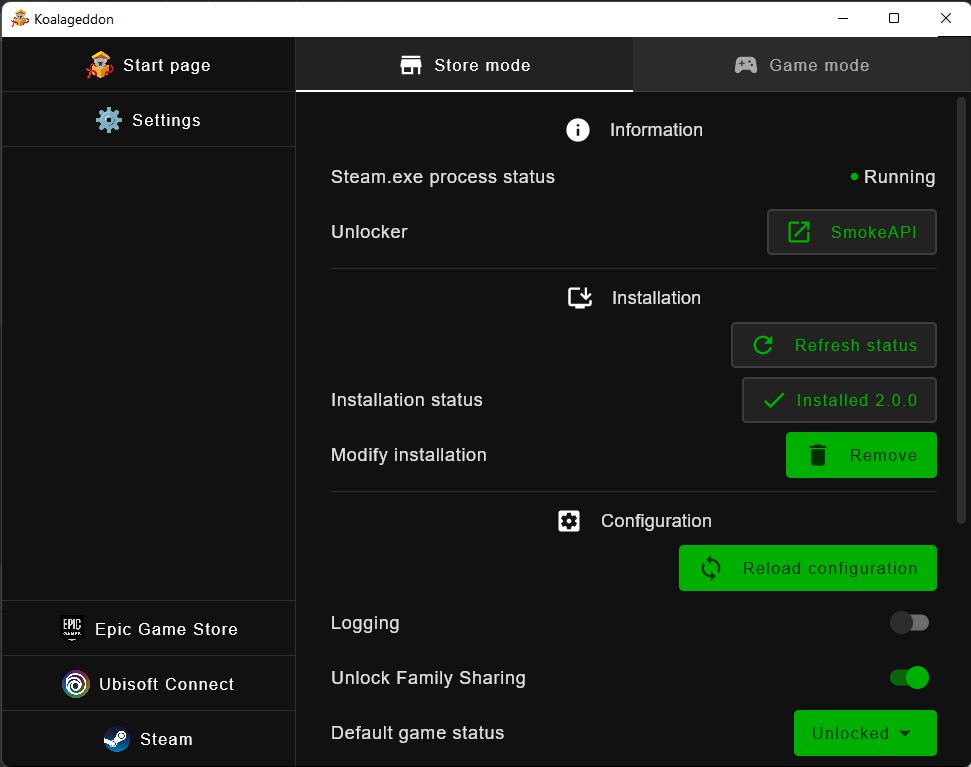 Koalageddon
Start page
Settings
Epic Game Store
Ubisoft Connect
Steam
Store mode
Game mode
Information
Steam.exe process status
Running
Unlocker
SmokeAPI
Installation
Refresh status
Installation status
Installed 2.0.0
Modify installation
Remove
Configuration
Reload configuration
Logging
Unlock Family Sharing
Default game status
Unlocked
EPIC
GAMES